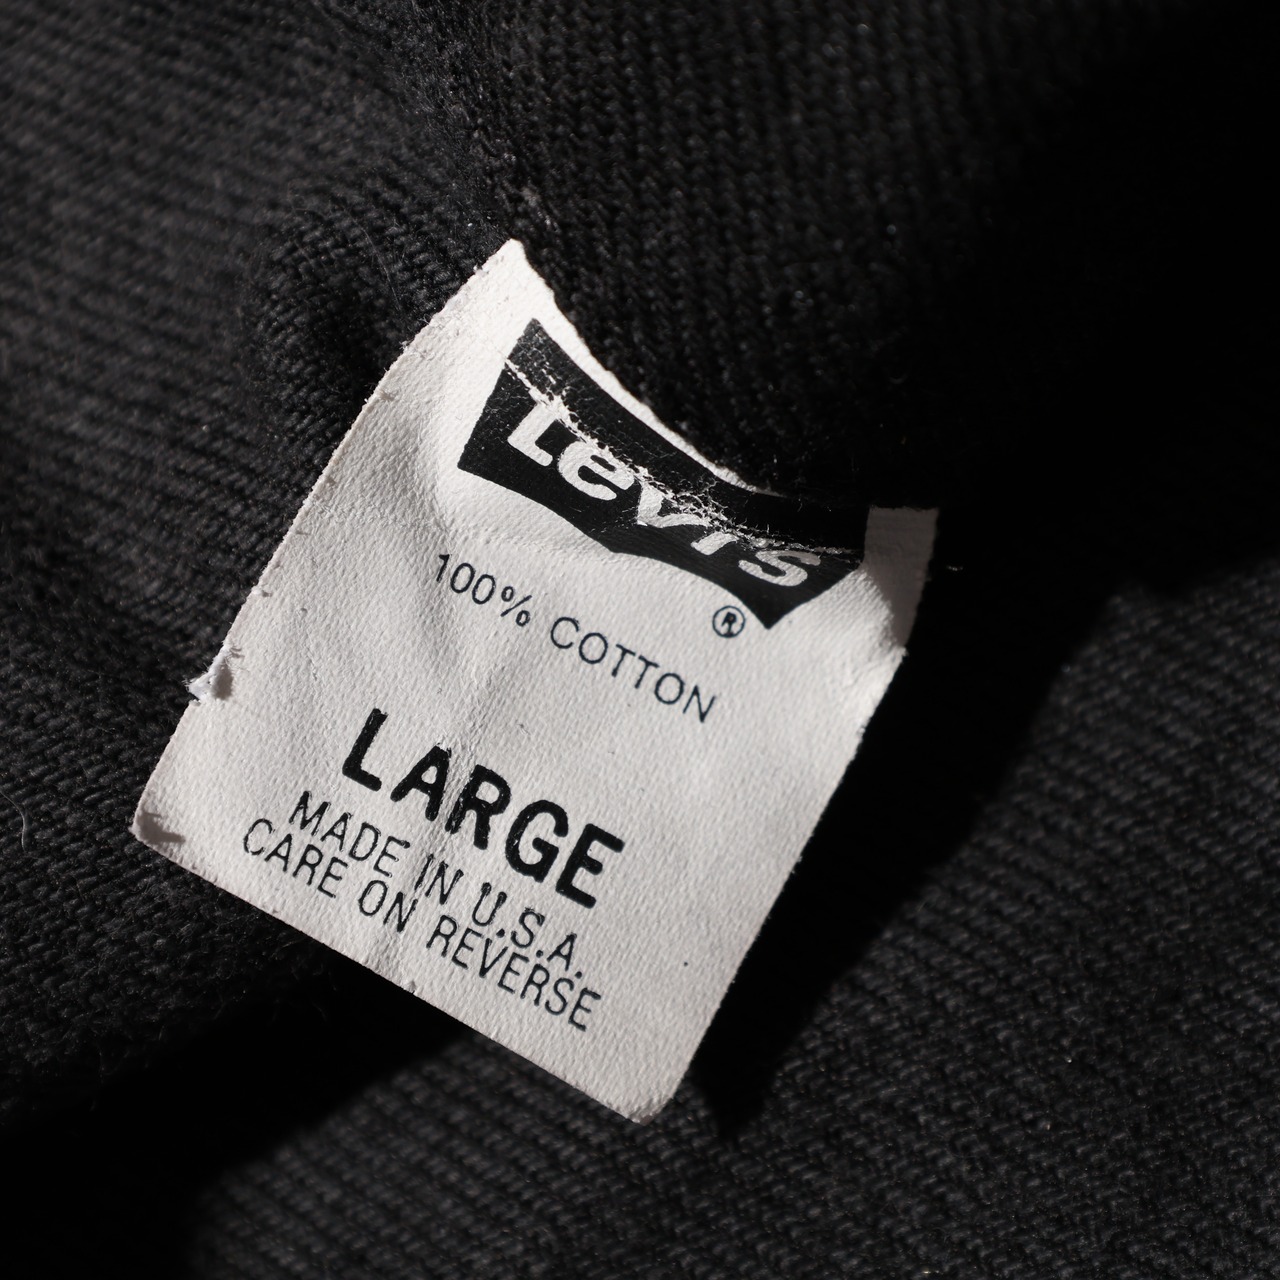 Levi's
®
100% COTTON
LARGE
MADE IN U.S.A.
CARE ON REVERSE